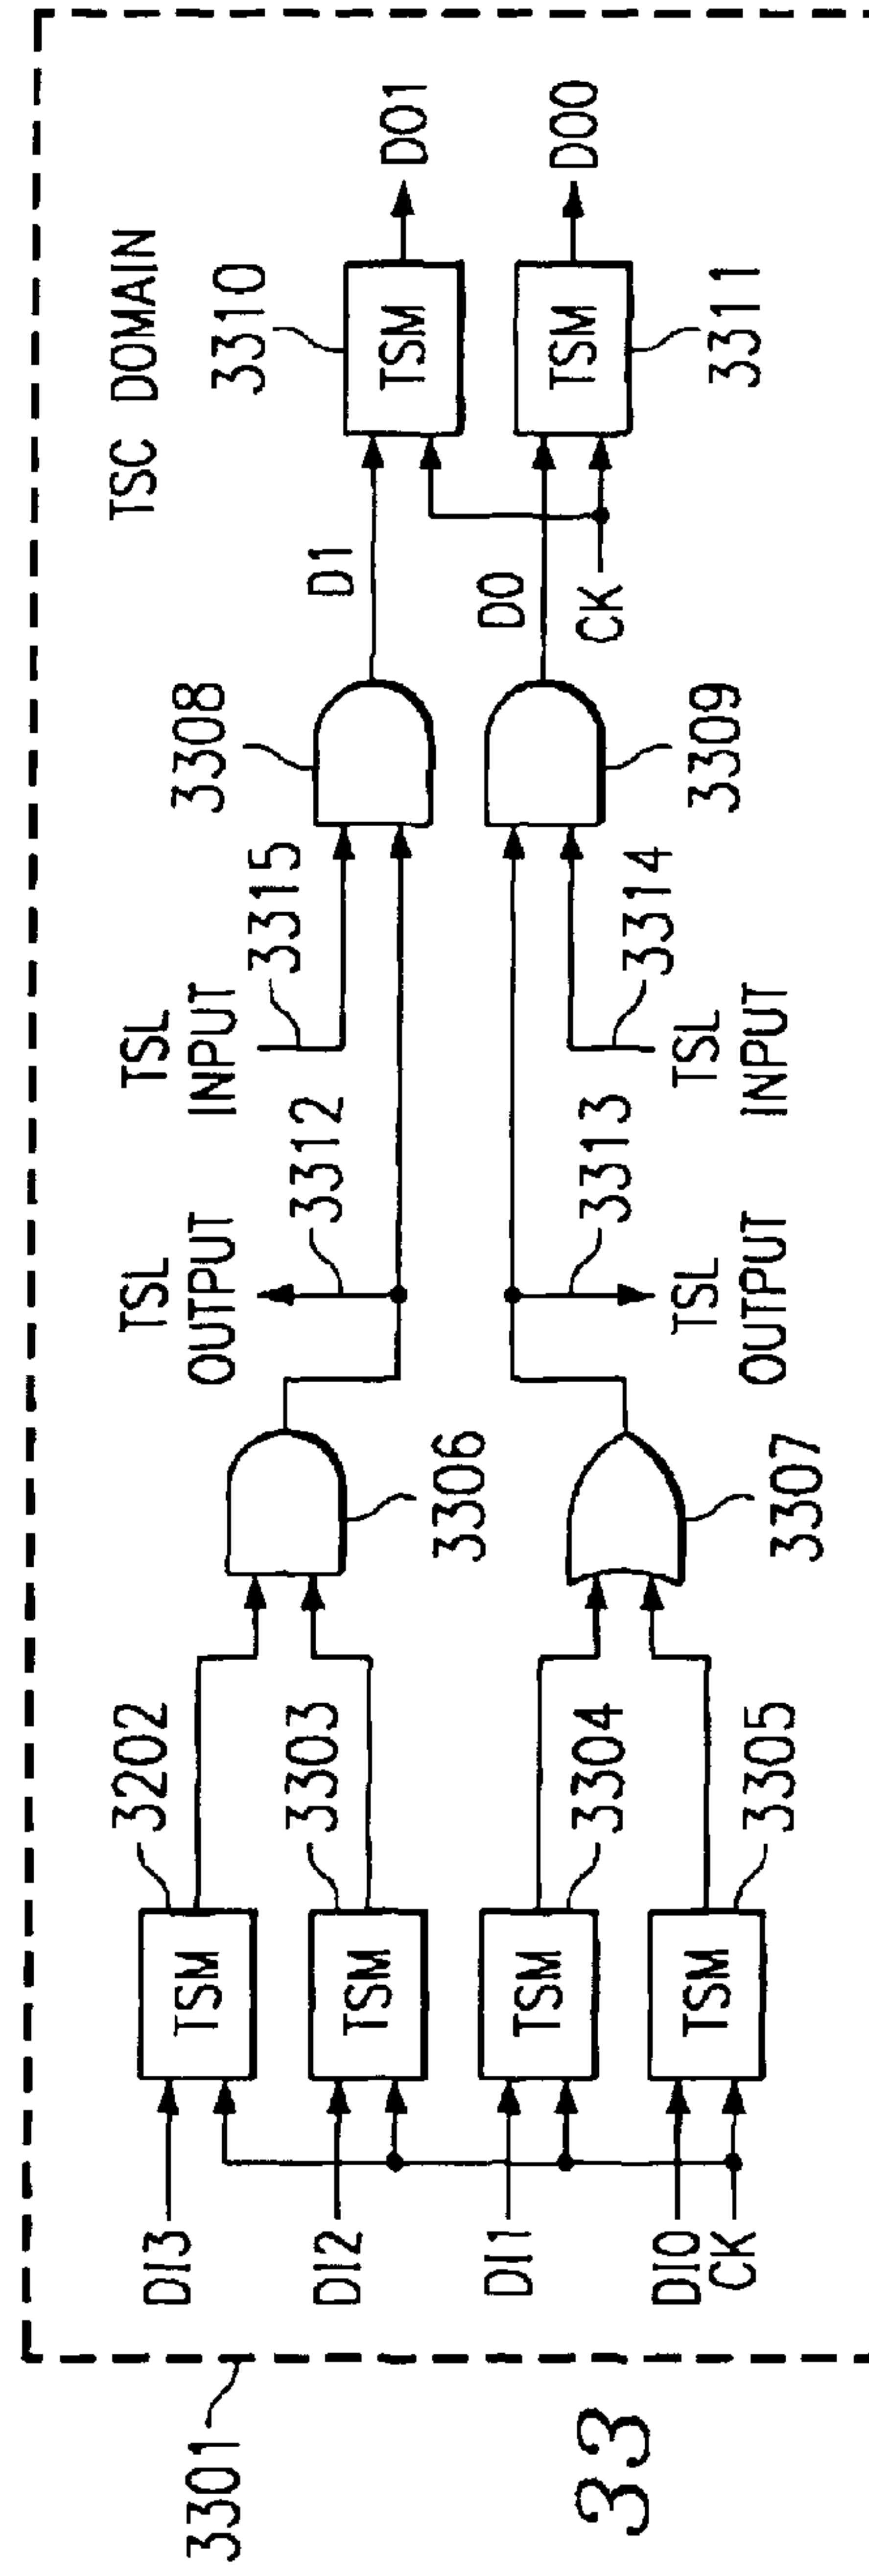 TSC DOMAIN
3301
33
DI3
DI2
DI1
DI0
CK
TSM
3202
TSM
3303
TSM
3304
TSM
3305
3306
3307
TSL
OUTPUT
3312
TSL
OUTPUT
3313
TSL
INPUT
3315
TSL
INPUT
3314
3308
3309
D1
D0
CK
TSM
3310
TSM
3311
DO1
DO0